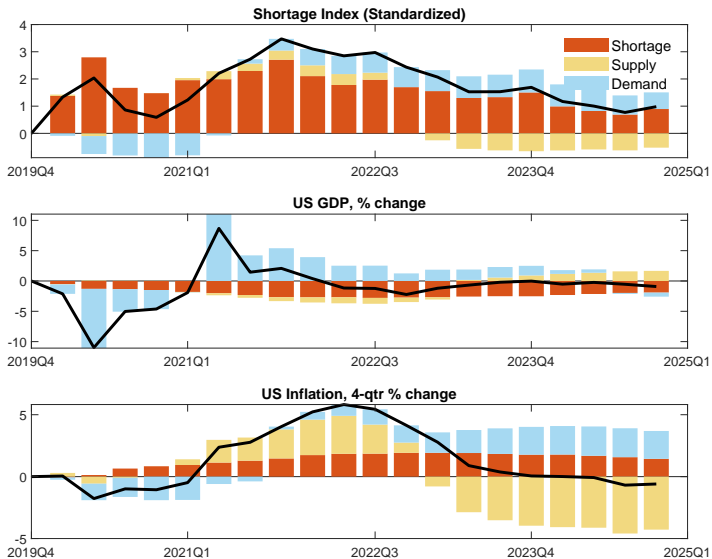 Shortage Index (Standardized)
4
3
2
1
0
Shortage
Supply
Demand
2019Q4
2021Q1
2022Q3
2023Q4
2025Q1
US GDP, % change
10
5
0
-5
-10
2019Q4
2021Q1
2022Q3
2023Q4
2025Q1
US Inflation, 4-qtr % change
5
0
-5
2019Q4
2021Q1
2022Q3
2023Q4
2025Q1